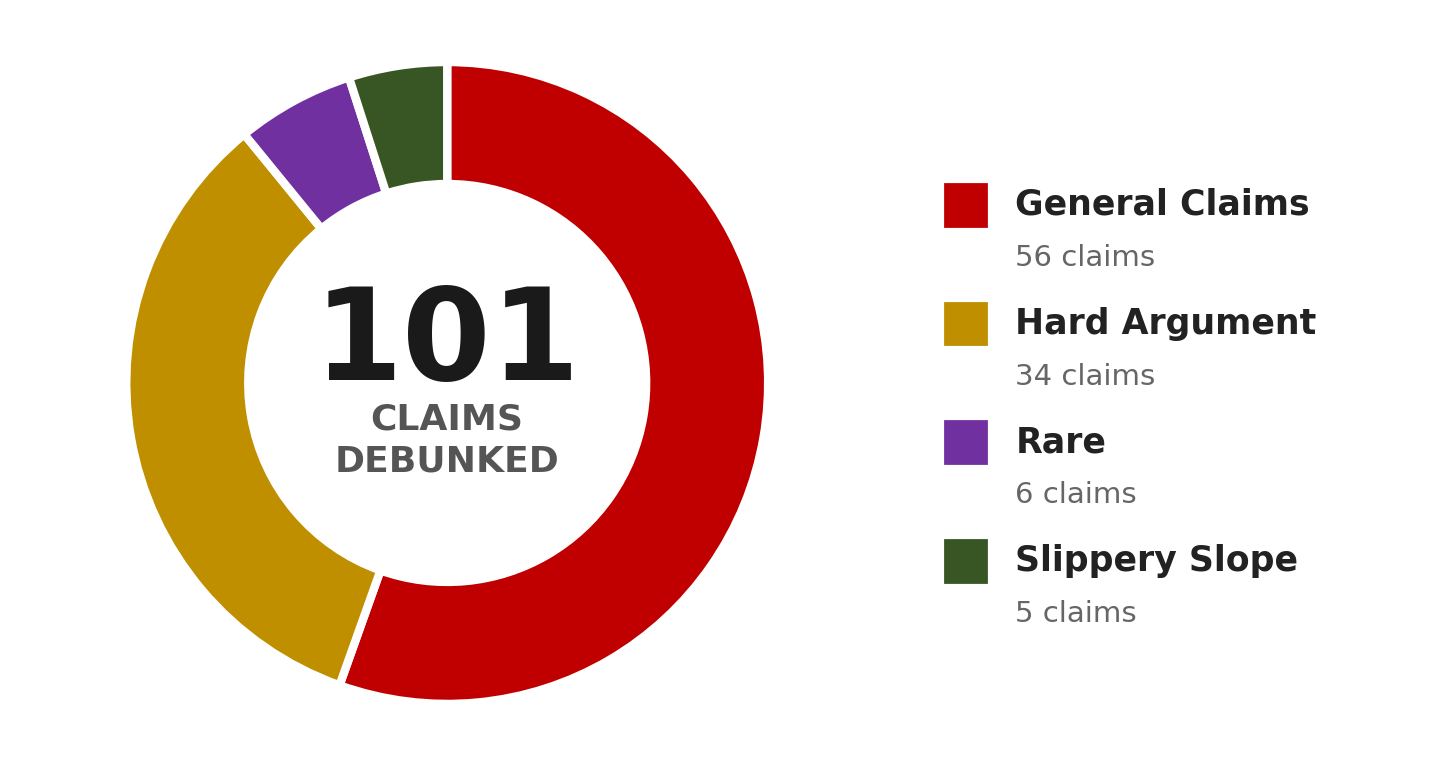 101
CLAIMS
DEBUNKED
General Claims
56 claims
Hard Argument
34 claims
Rare
6 claims
Slippery Slope
5 claims